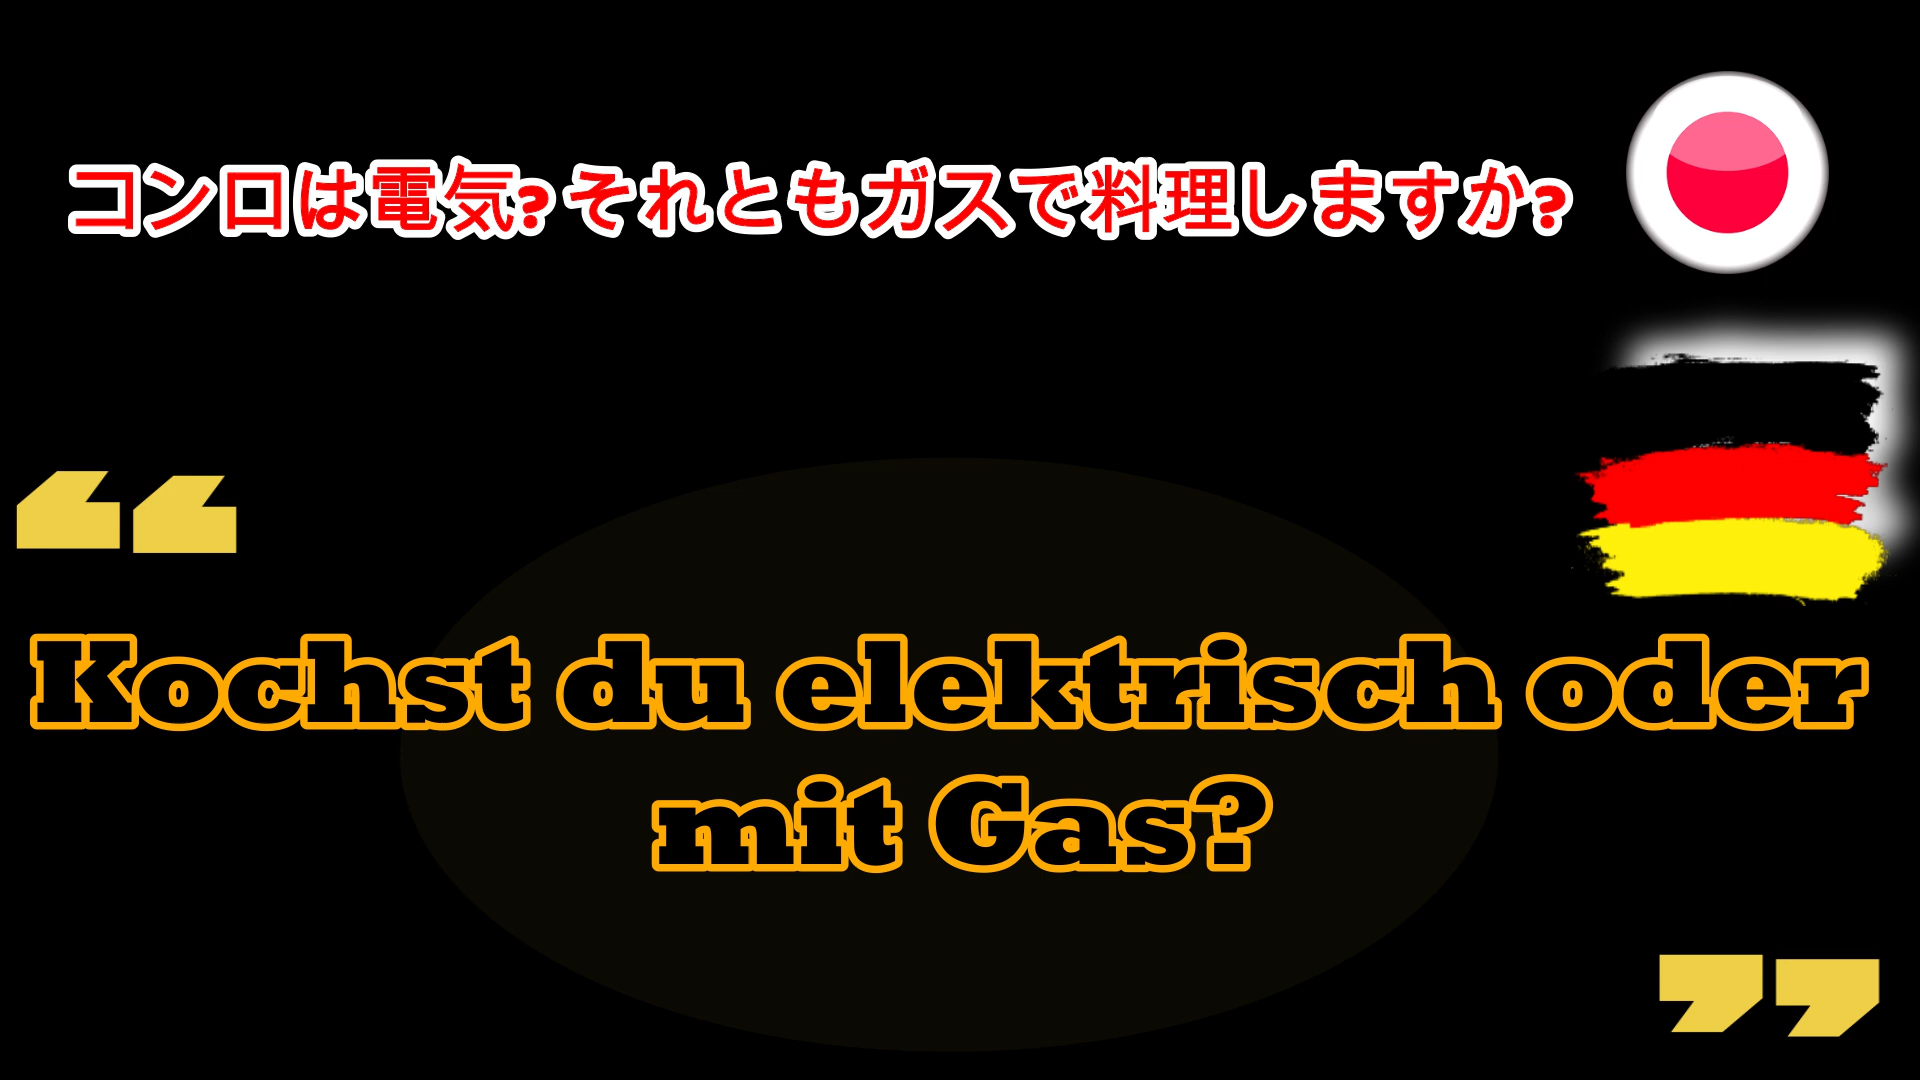 コンロは電気? それともガスで料理しますか?
“
Kochst du elektrisch oder
mit Gas?
”